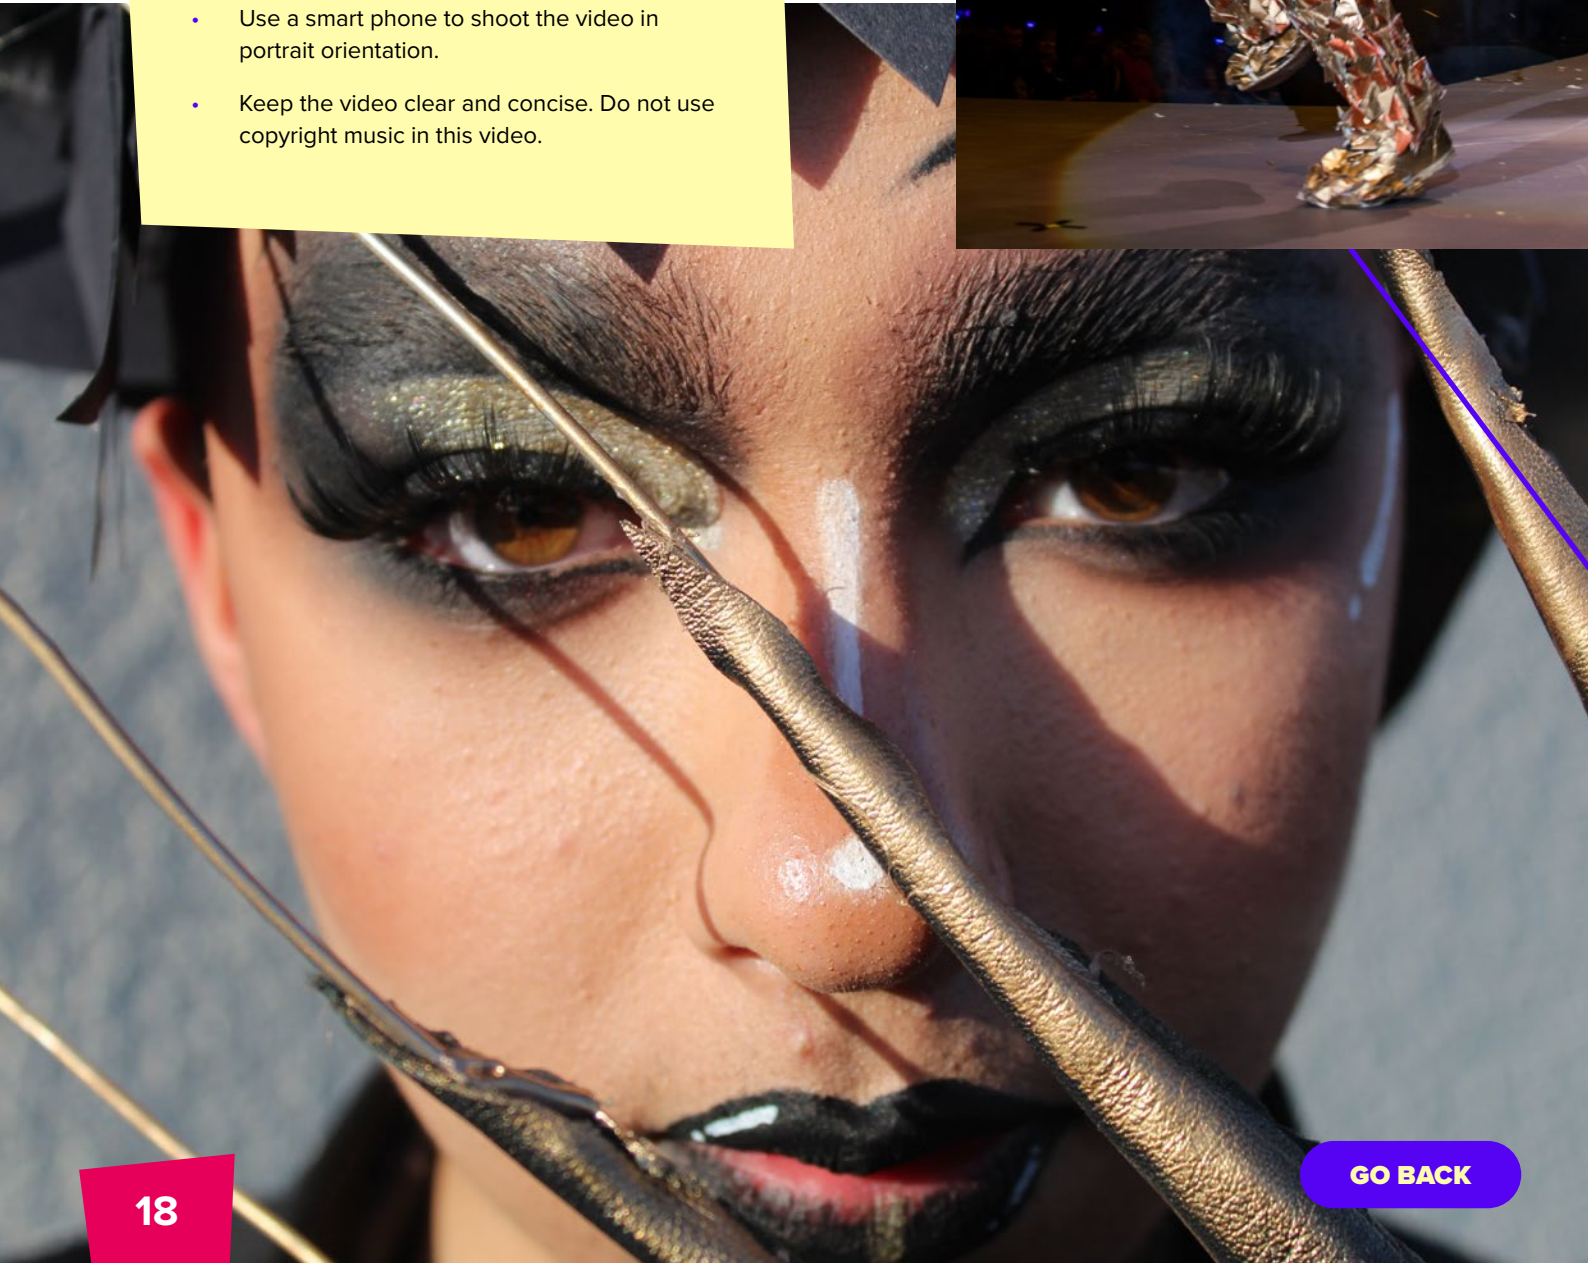 • Use a smart phone to shoot the video in
portrait orientation.
• Keep the video clear and concise. Do not use
copyright music in this video.
18
GO BACK